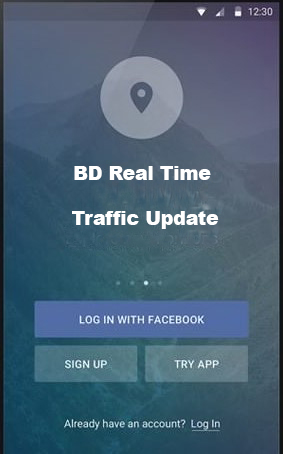 12:30
BD Real Time
Traffic Update
LOG IN WITH FACEBOOK
SIGN UP
TRY APP
Already have an account? Log In